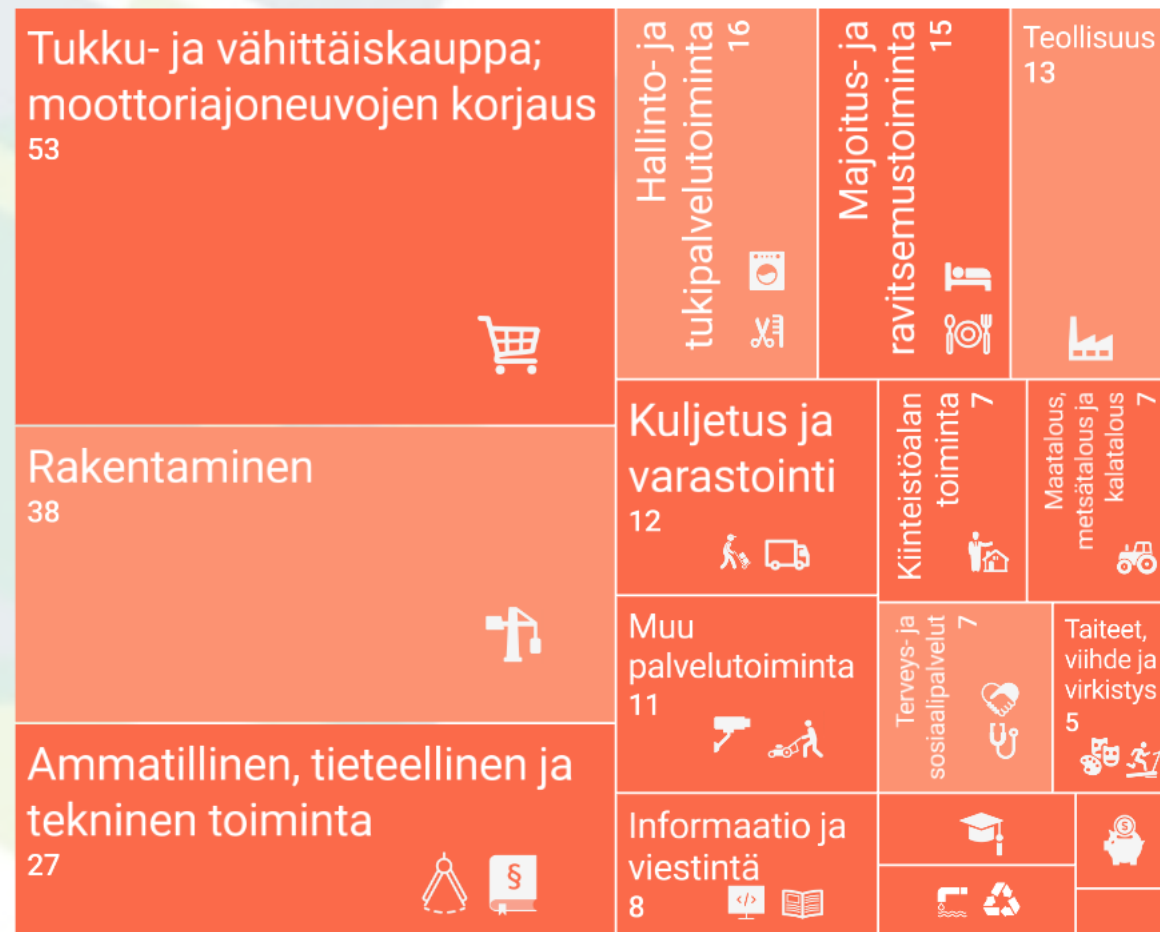 Tukku- ja vähittäiskauppa;
moottoriajoneuvojen korjaus
53
Rakentaminen
38
Ammatillinen, tieteellinen ja
tekninen toiminta
27
Hallinto- ja
tukipalvelutoiminta
16
Majoitus- ja
ravitsemustoiminta
15
Teollisuus
13
Kuljetus ja
varastointi
12
Kiinteistöalan
toiminta
7
Maatalous,
metsätalous ja
kalatalous
7
Muu
palvelutoiminta
11
Terveys- ja
sosiaalipalvelut
7
Taiteet,
viihde ja
virkistys
5
Informaatio ja
viestintä
8
§
</>
$